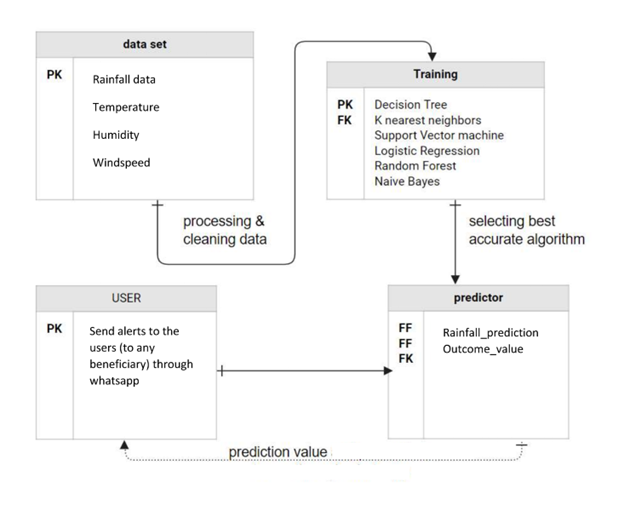 data set
PK
Rainfall data
Temperature
Humidity
Windspeed
processing &
cleaning data
Training
PK Decision Tree
FK K nearest neighbors
Support Vector machine
Logistic Regression
Random Forest
Naive Bayes
selecting best
accurate algorithm
USER
PK
Send alerts to the
users (to any
beneficiary) through
whatsapp
predictor
FF
FF
FK
Rainfall_prediction
Outcome_value
prediction value